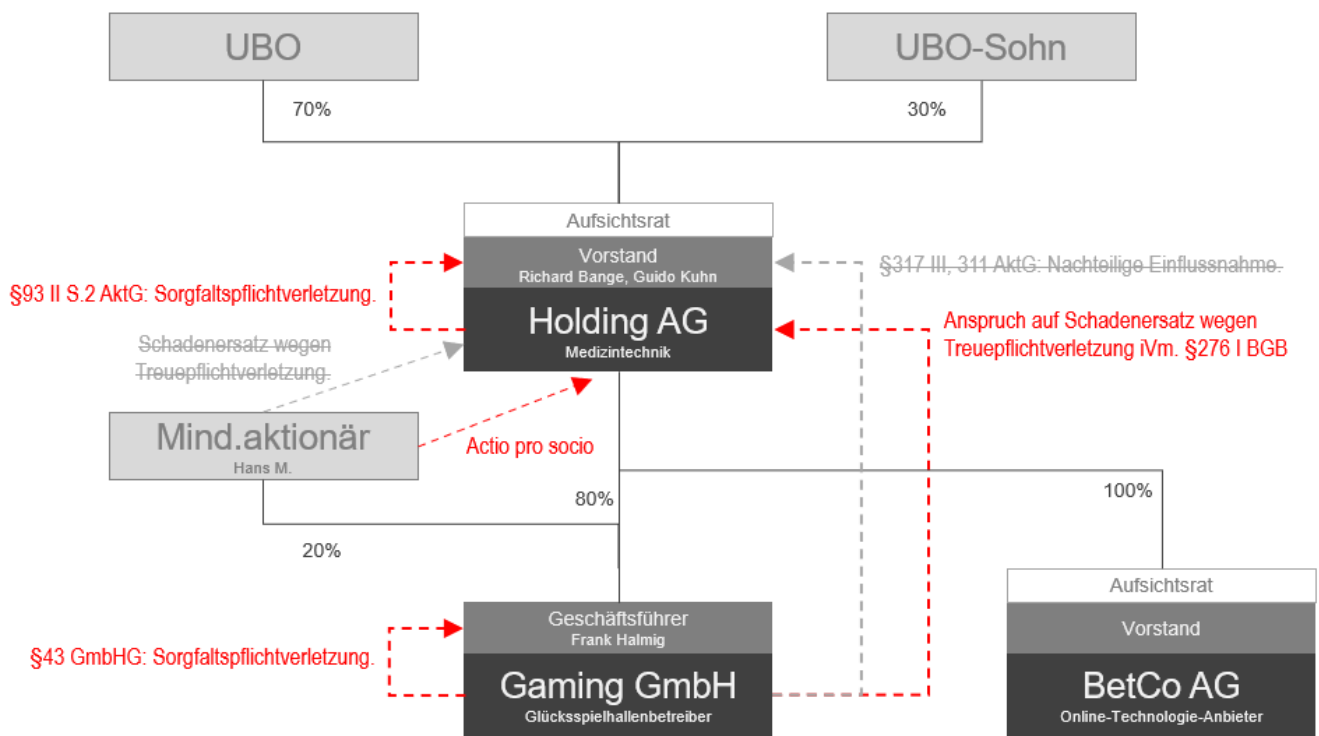 UBO
UBO-Sohn
70%
30%
Aufsichtsrat
Vorstand
Richard Bange, Guido Kuhn
Holding AG
Medizintechnik
§93 II S.2 AktG: Sorgfaltspflichtverletzung.
§317 III, 311 AktG: Nachteilige Einflussnahme.
Anspruch auf Schadenersatz wegen
Treuepflichtverletzung iVm. §276 I BGB
Schadenersatz wegen
Treuepflichtverletzung.
Mind.aktionär
Hans M.
Actio pro socio
80%
100%
20%
Aufsichtsrat
Vorstand
BetCo AG
Online-Technologie-Anbieter
Geschäftsführer
Frank Halmig
Gaming GmbH
Glücksspielhallenbetreiber
§43 GmbHG: Sorgfaltspflichtverletzung.